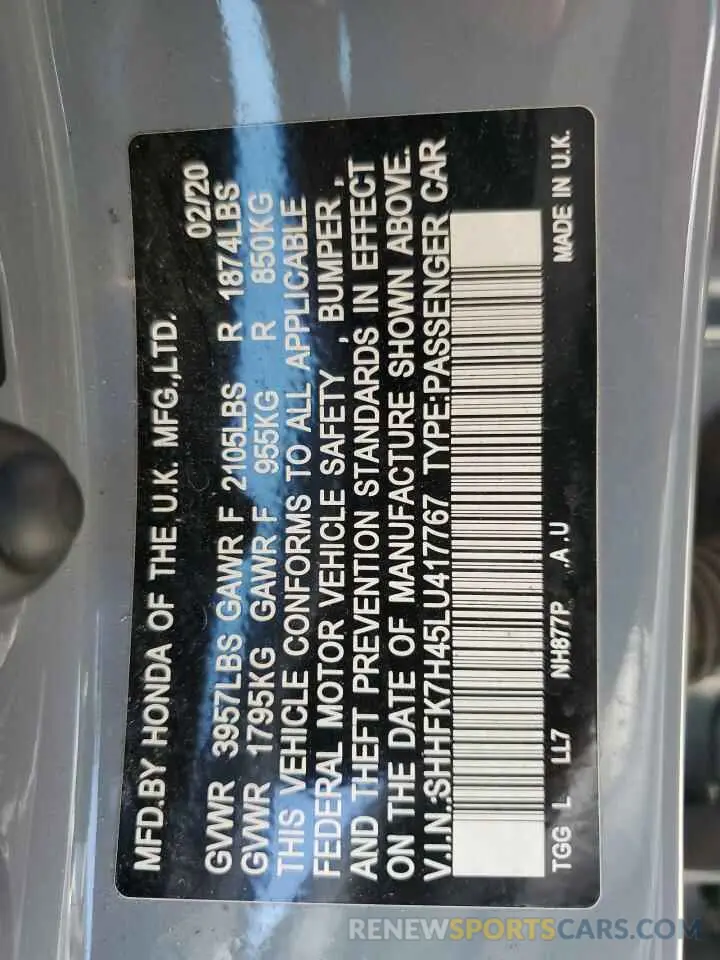 MFD.BY HONDA OF THE U.K. MFG.,LTD. 02/20
GVWR 3957LBS GAWR F 2105LBS R 1874LBS
GVWR 1795KG GAWR F 955KG R 850KG
THIS VEHICLE CONFORMS TO ALL APPLICABLE
FEDERAL MOTOR VEHICLE SAFETY , BUMPER ,
AND THEFT PREVENTION STANDARDS IN EFFECT
ON THE DATE OF MANUFACTURE SHOWN ABOVE.
V.I.N.:SHHFK7H45LU417767 TYPE:PASSENGER CAR
TGG L LL7 NH877P .A .U MADE IN U.K.
RENEWSPORTSCARS.COM